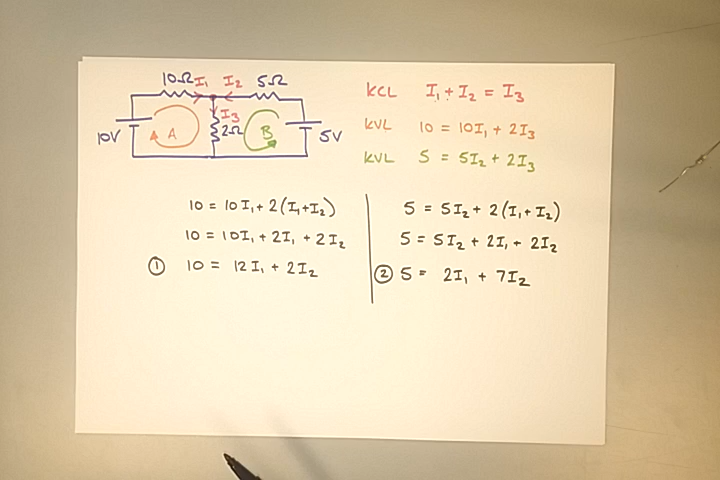 10Ω I₁ I₂ 5Ω
I₃
10V A 2Ω B 5V
KCL I₁ + I₂ = I₃
KVL 10 = 10I₁ + 2I₃
KVL 5 = 5I₂ + 2I₃
10 = 10I₁ + 2(I₁+I₂)
10 = 10I₁ + 2I₁ + 2I₂
① 10 = 12I₁ + 2I₂
5 = 5I₂ + 2(I₁+I₂)
5 = 5I₂ + 2I₁ + 2I₂
② 5 = 2I₁ + 7I₂